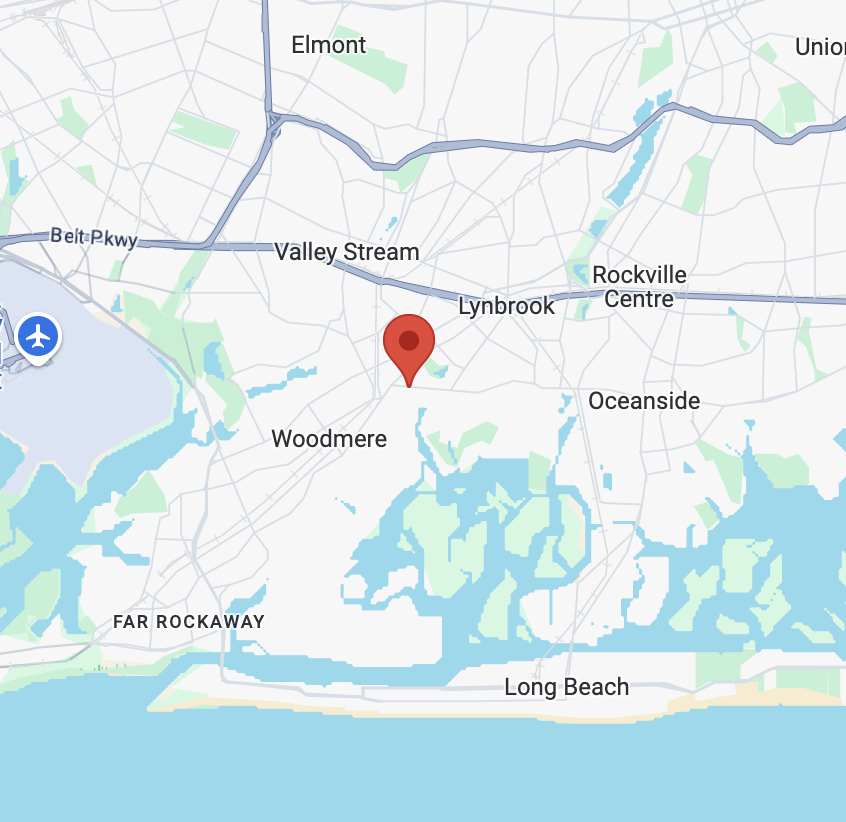 Elmont
Union
Belt Pkwy
Valley Stream
Rockville
Centre
Lynbrook
Oceanside
Woodmere
FAR ROCKAWAY
Long Beach